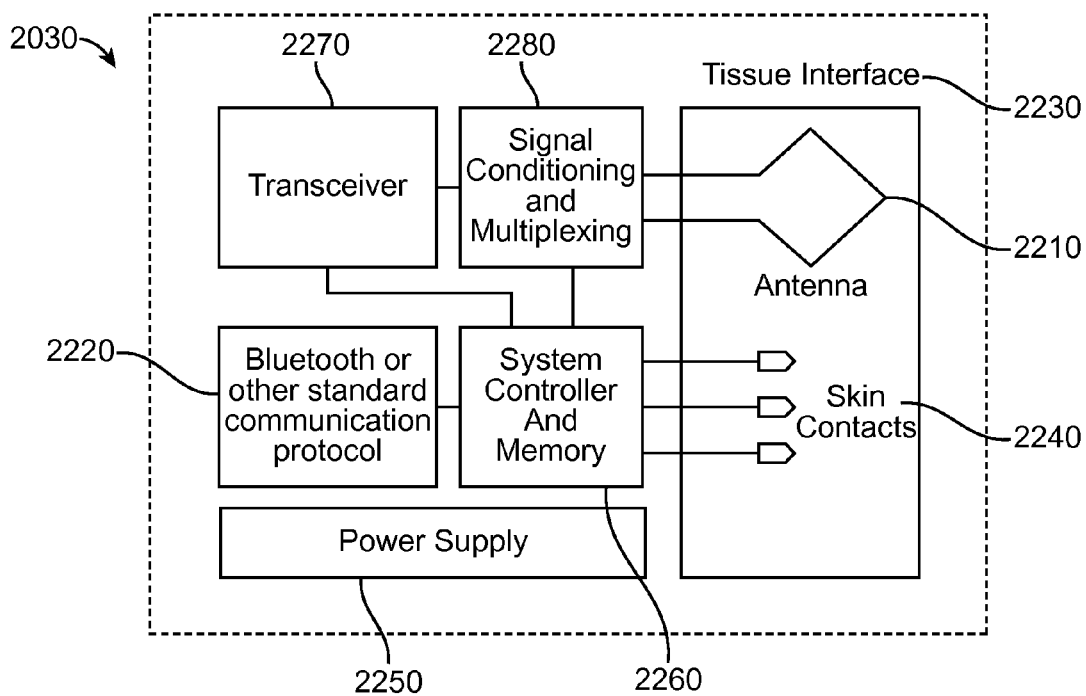 2030
2270
2280
Tissue Interface
2230
Transceiver
Signal
Conditioning
and
Multiplexing
2210
Antenna
2220
Bluetooth or
other standard
communication
protocol
System
Controller
And
Memory
Skin
Contacts
2240
Power Supply
2250
2260